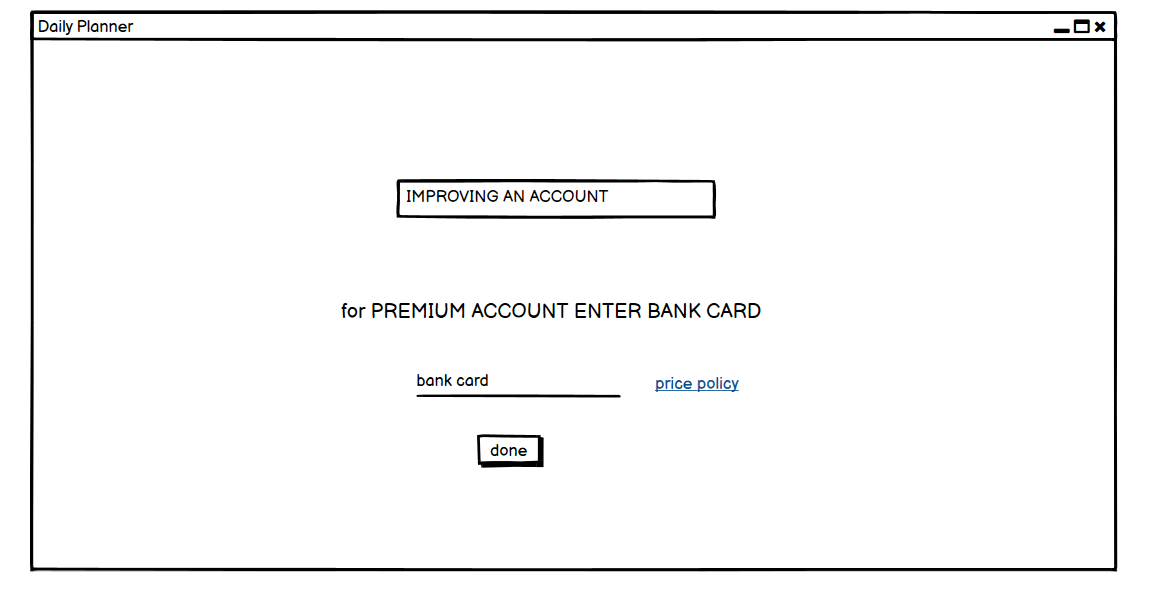 Daily Planner
IMPROVING AN ACCOUNT
for PREMIUM ACCOUNT ENTER BANK CARD
bank card
price policy
done